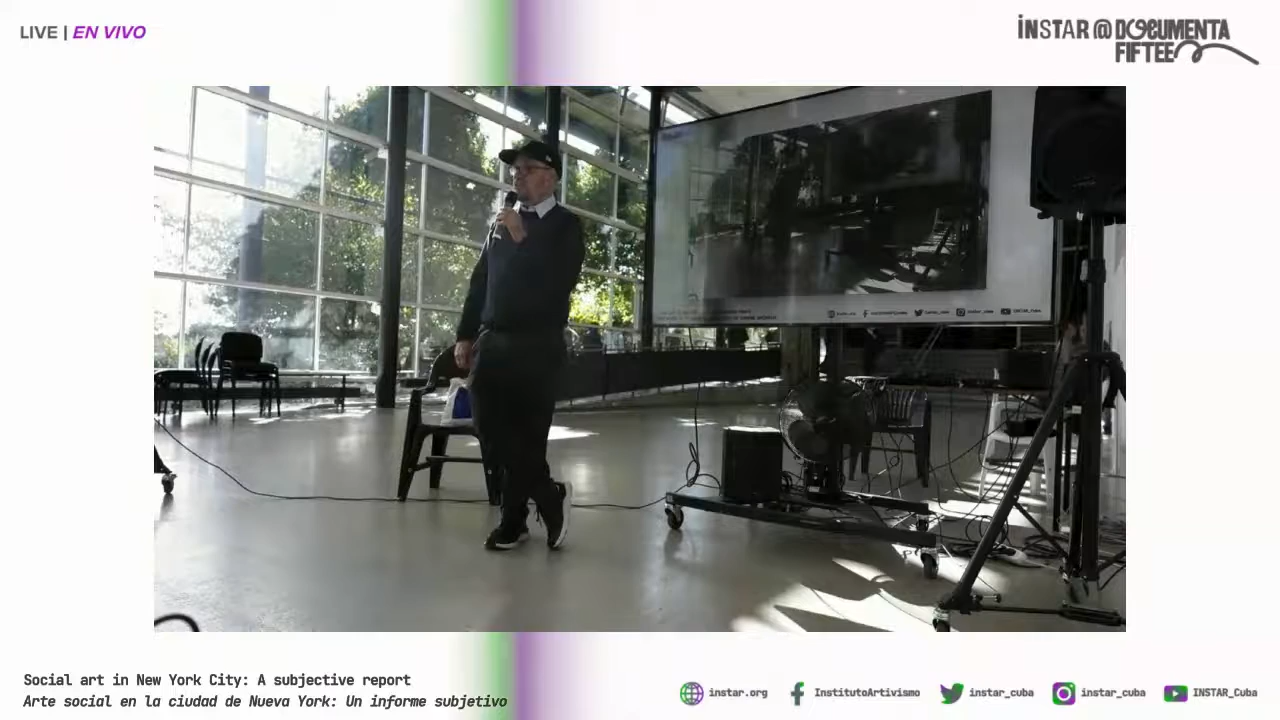 LIVE | EN VIVO
INSTAR @ DOCUMENTA
FIFTEEN
Social art in New York City: A subjective report
Arte social en la ciudad de Nueva York: Un informe subjetivo
instar.org
InstitutoArtivismo
instar_cuba
instar_cuba
INSTAR_Cuba